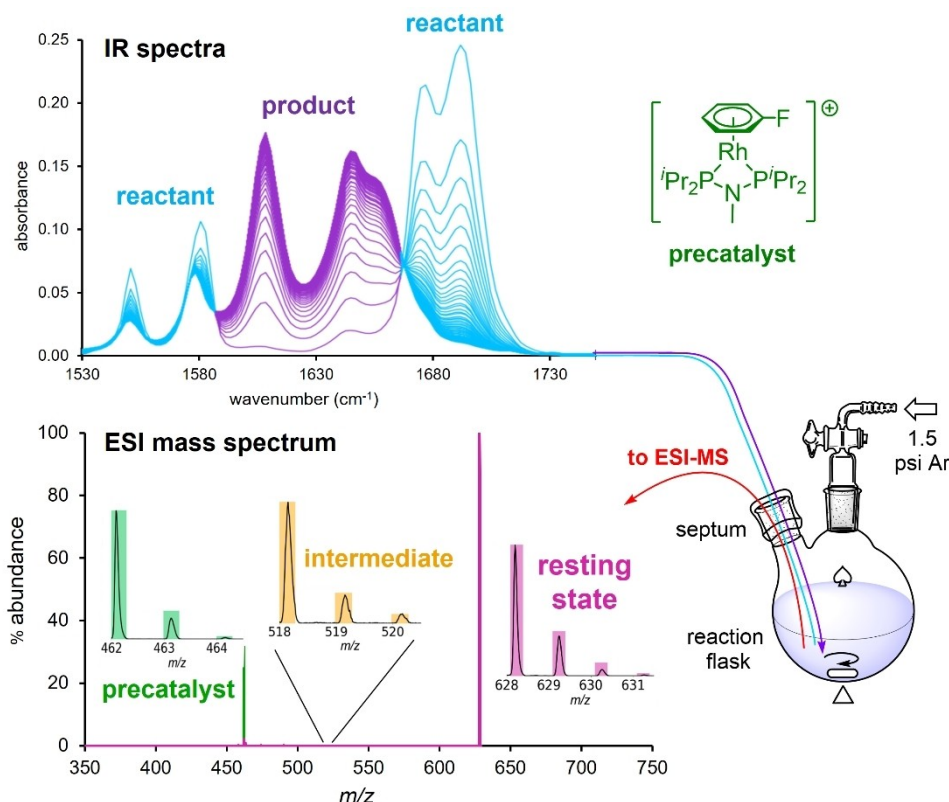 IR spectra
reactant
product
reactant
absorbance
0.25
0.20
0.15
0.10
0.05
0.00
1530
1580
1630
1680
1730
wavenumber (cm⁻¹)
⊕
F
Rh
ⁱPr₂P
PⁱPr₂
N
precatalyst
ESI mass spectrum
% abundance
100
80
60
40
20
0
350
400
450
500
550
600
650
700
750
m/z
462
463
464
m/z
precatalyst
518
519
520
intermediate
628
629
630
631
m/z
resting
state
to ESI-MS
septum
reaction
flask
1.5
psi Ar